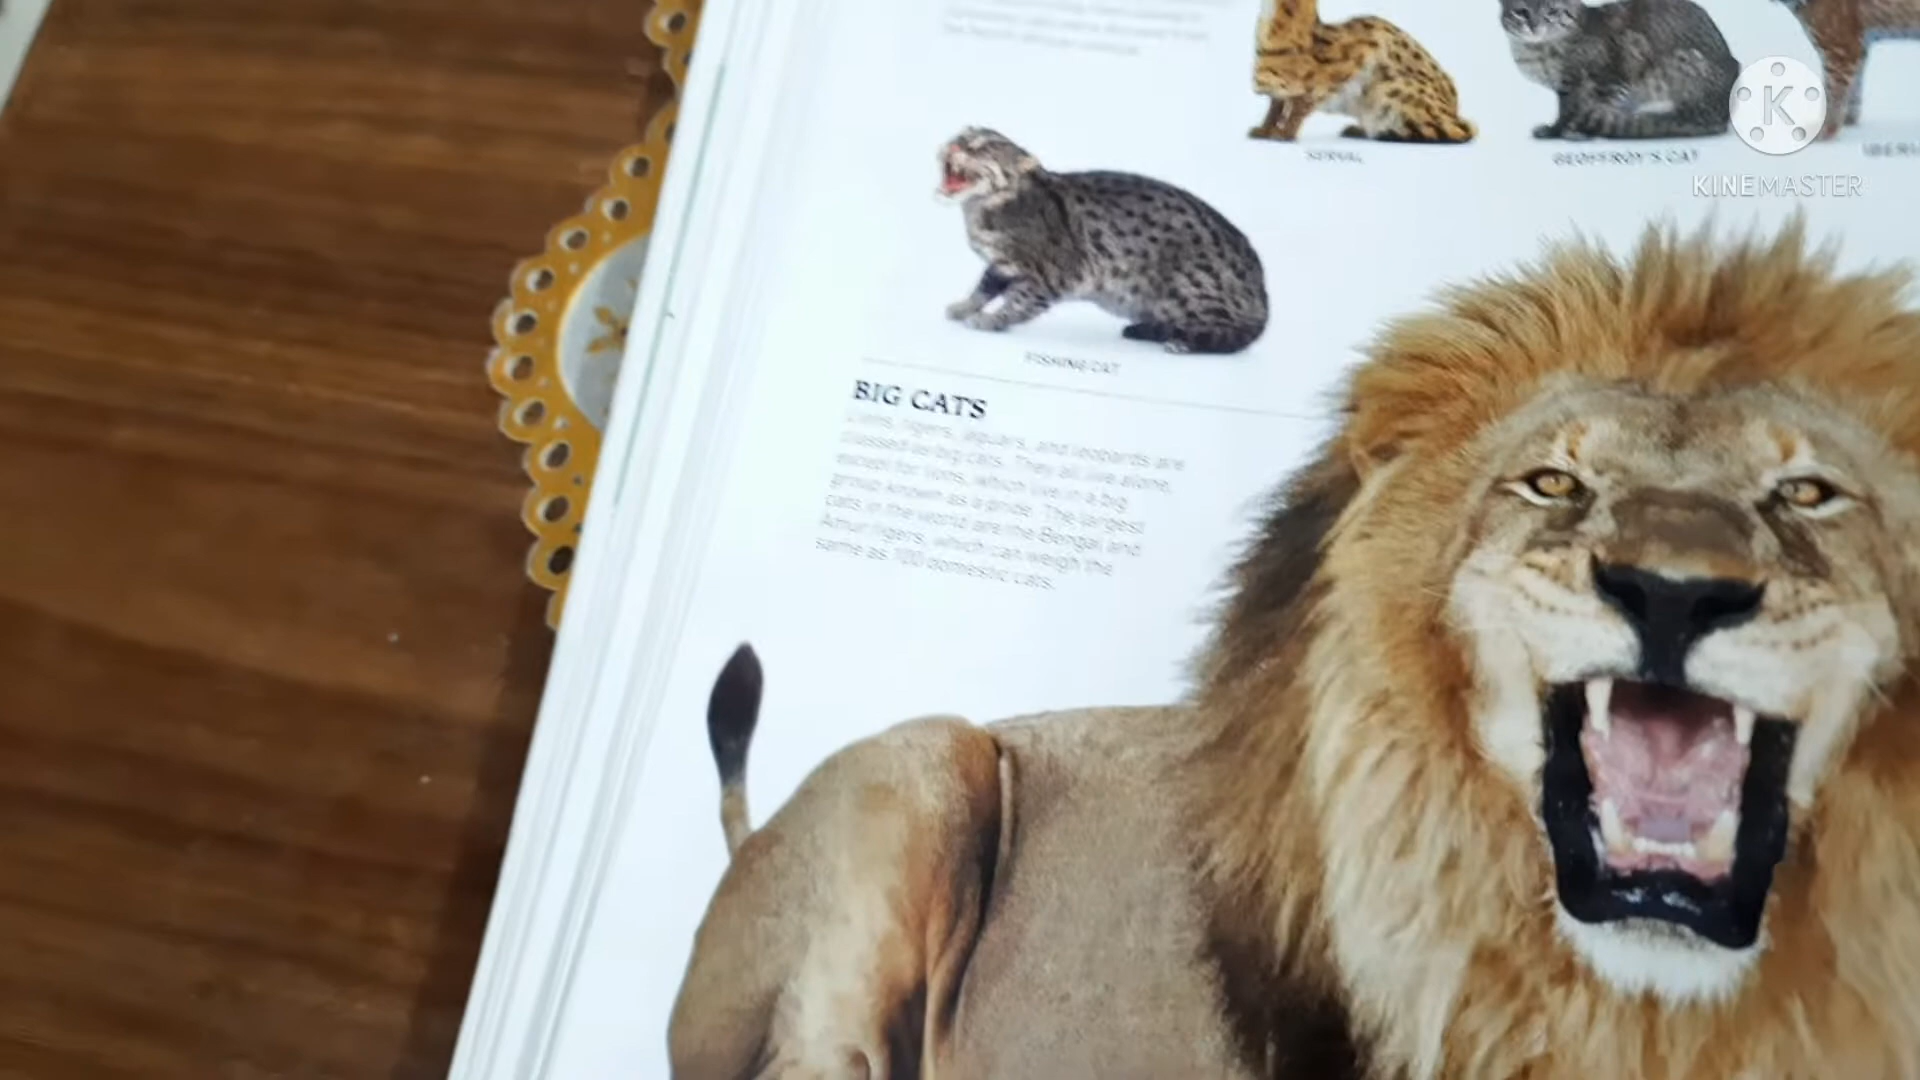 SERVAL
GEOFFROY'S CAT
KINEMASTER
FISHING CAT
BIG CATS
Lions, tigers, jaguars, and leopards are
classed as big cats. They all live alone,
except for lions, which live in a big
group known as a pride. The largest
cats in the world are the Bengal and
Amur tigers, which can weigh the
same as 100 domestic cats.